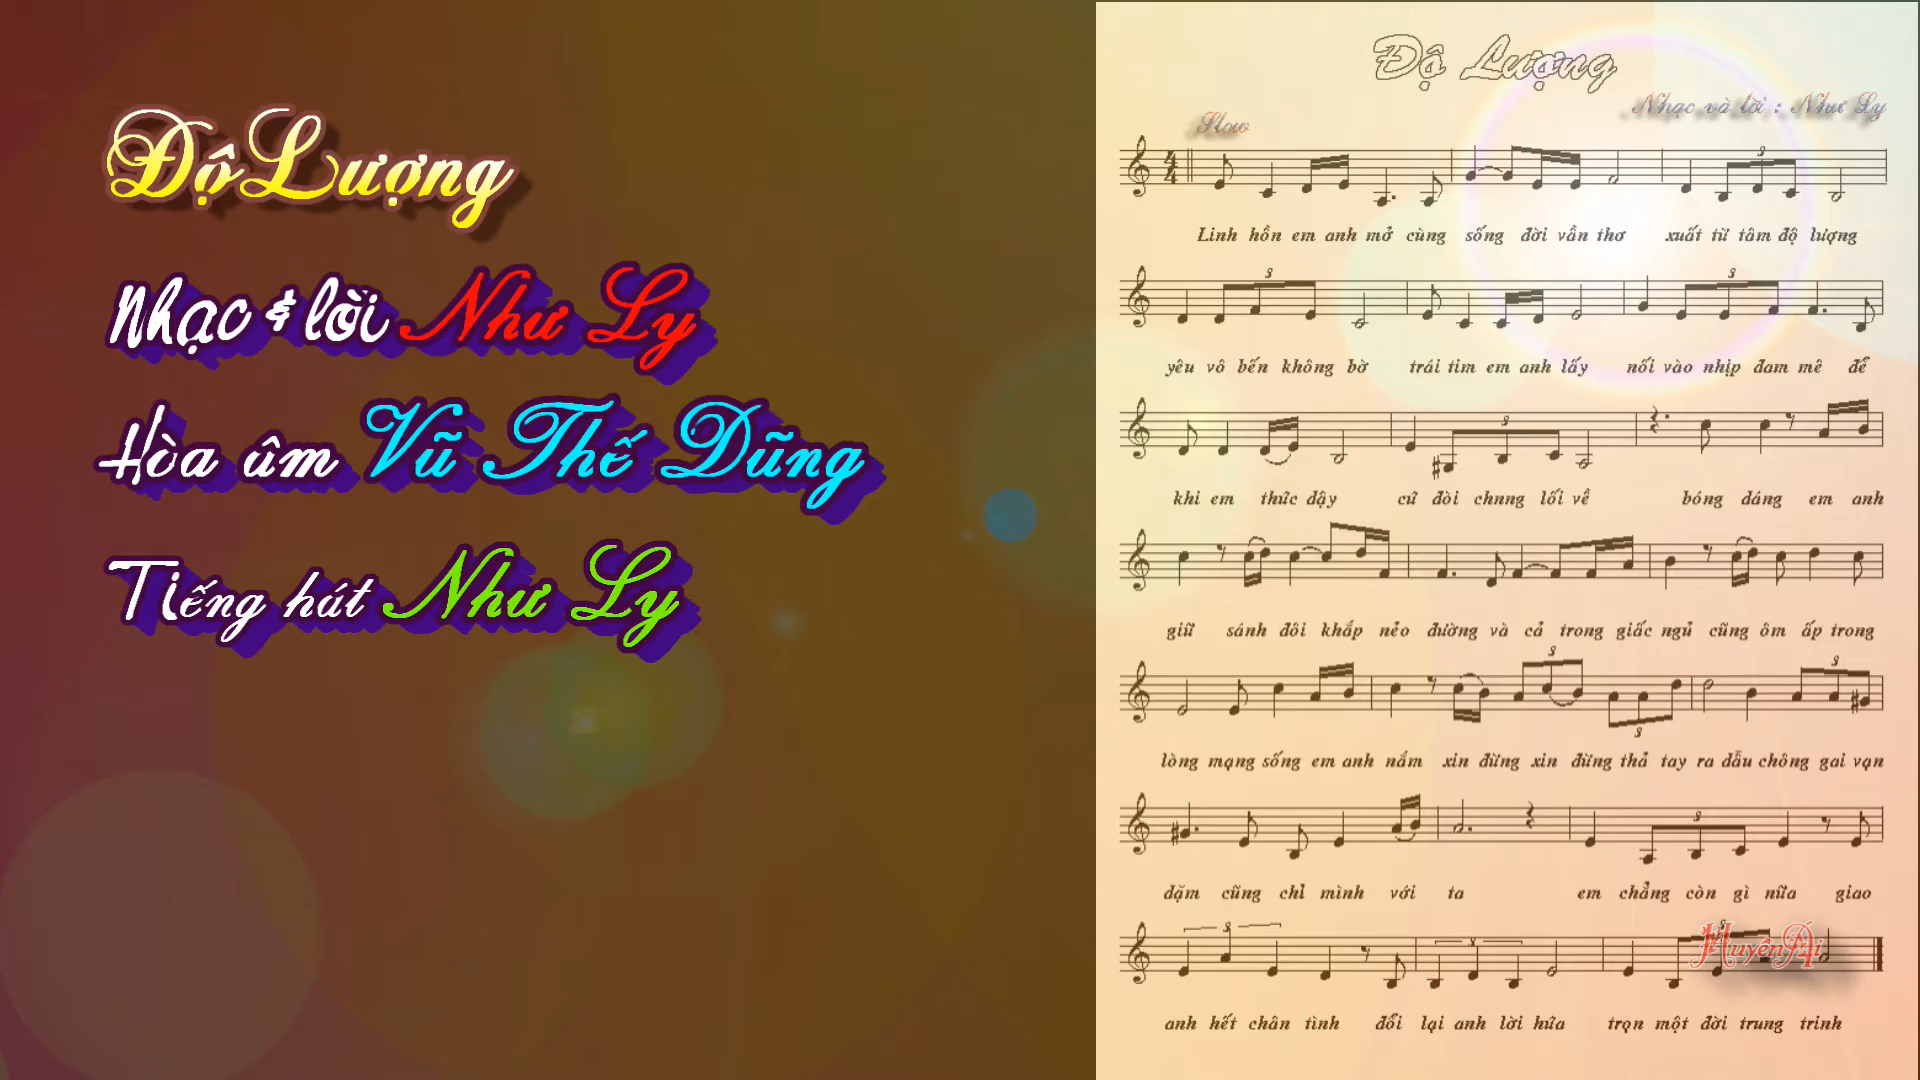 Độ Lượng
Nhạc & lời Như Ly
Hòa âm Vũ Thế Dũng
Tiếng hát Như Ly
Độ Lượng
Nhạc và lời : Như Ly
Slow
Linh hồn em anh mở cùng sống đời vần thơ xuất từ tâm độ lượng
yêu vô bến không bờ trái tim em anh lấy nối vào nhịp đam mê để
khi em thức dậy cứ đòi chnng lối về bóng dáng em anh
giữ sánh đôi khắp nẻo đường và cả trong giấc ngủ cũng ôm ấp trong
lòng mạng sống em anh nắm xin đừng xin đừng thả tay ra dẫu chông gai vạn
dặm cũng chỉ mình với ta em chẳng còn gì nữa giao
HuyênÁi
anh hết chân tình đổi lại anh lời hứa trọn một đời trung trinh